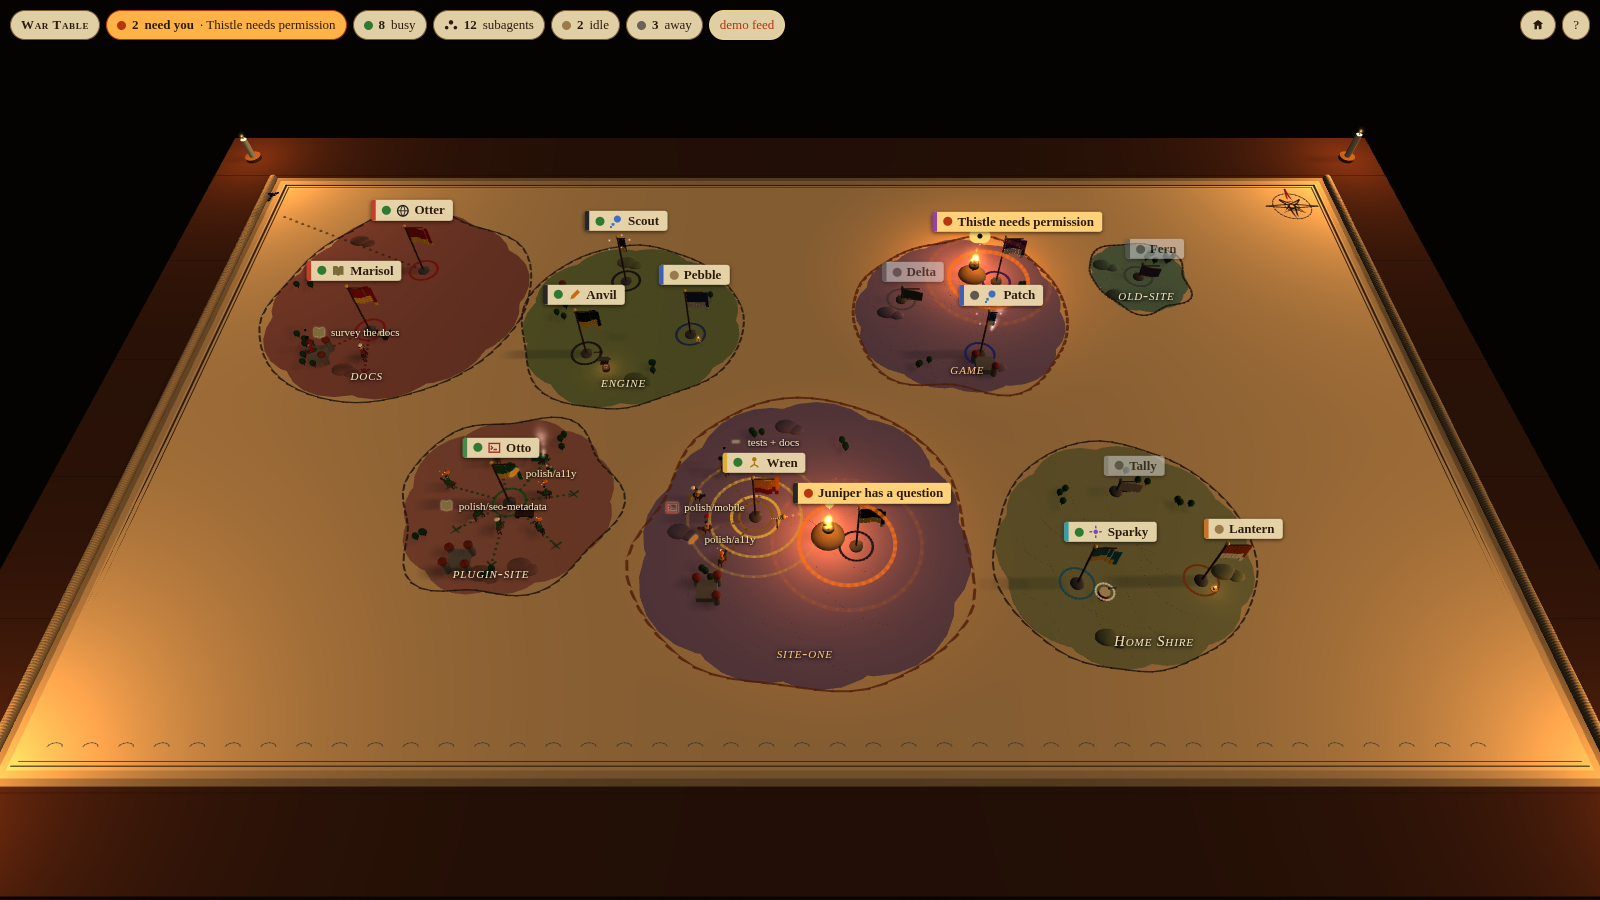 War Table
2 need you · Thistle needs permission
8 busy
12 subagents
2 idle
3 away
demo feed
?
Otter
Scout
Thistle needs permission
Fern
Marisol
Pebble
Delta
Anvil
Patch
OLD-SITE
survey the docs
DOCS
ENGINE
GAME
tests + docs
Otto
Wren
Tally
polish/a11y
Juniper has a question
polish/seo-metadata
polish/mobile
Sparky
Lantern
polish/a11y
PLUGIN-SITE
Home Shire
SITE-ONE